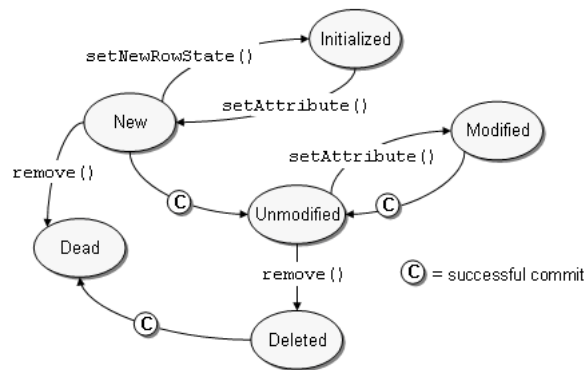 Initialized
setNewRowState()
setAttribute()
New
Modified
setAttribute()
remove()
C
C
Unmodified
Dead
remove()
C = successful commit
C
Deleted